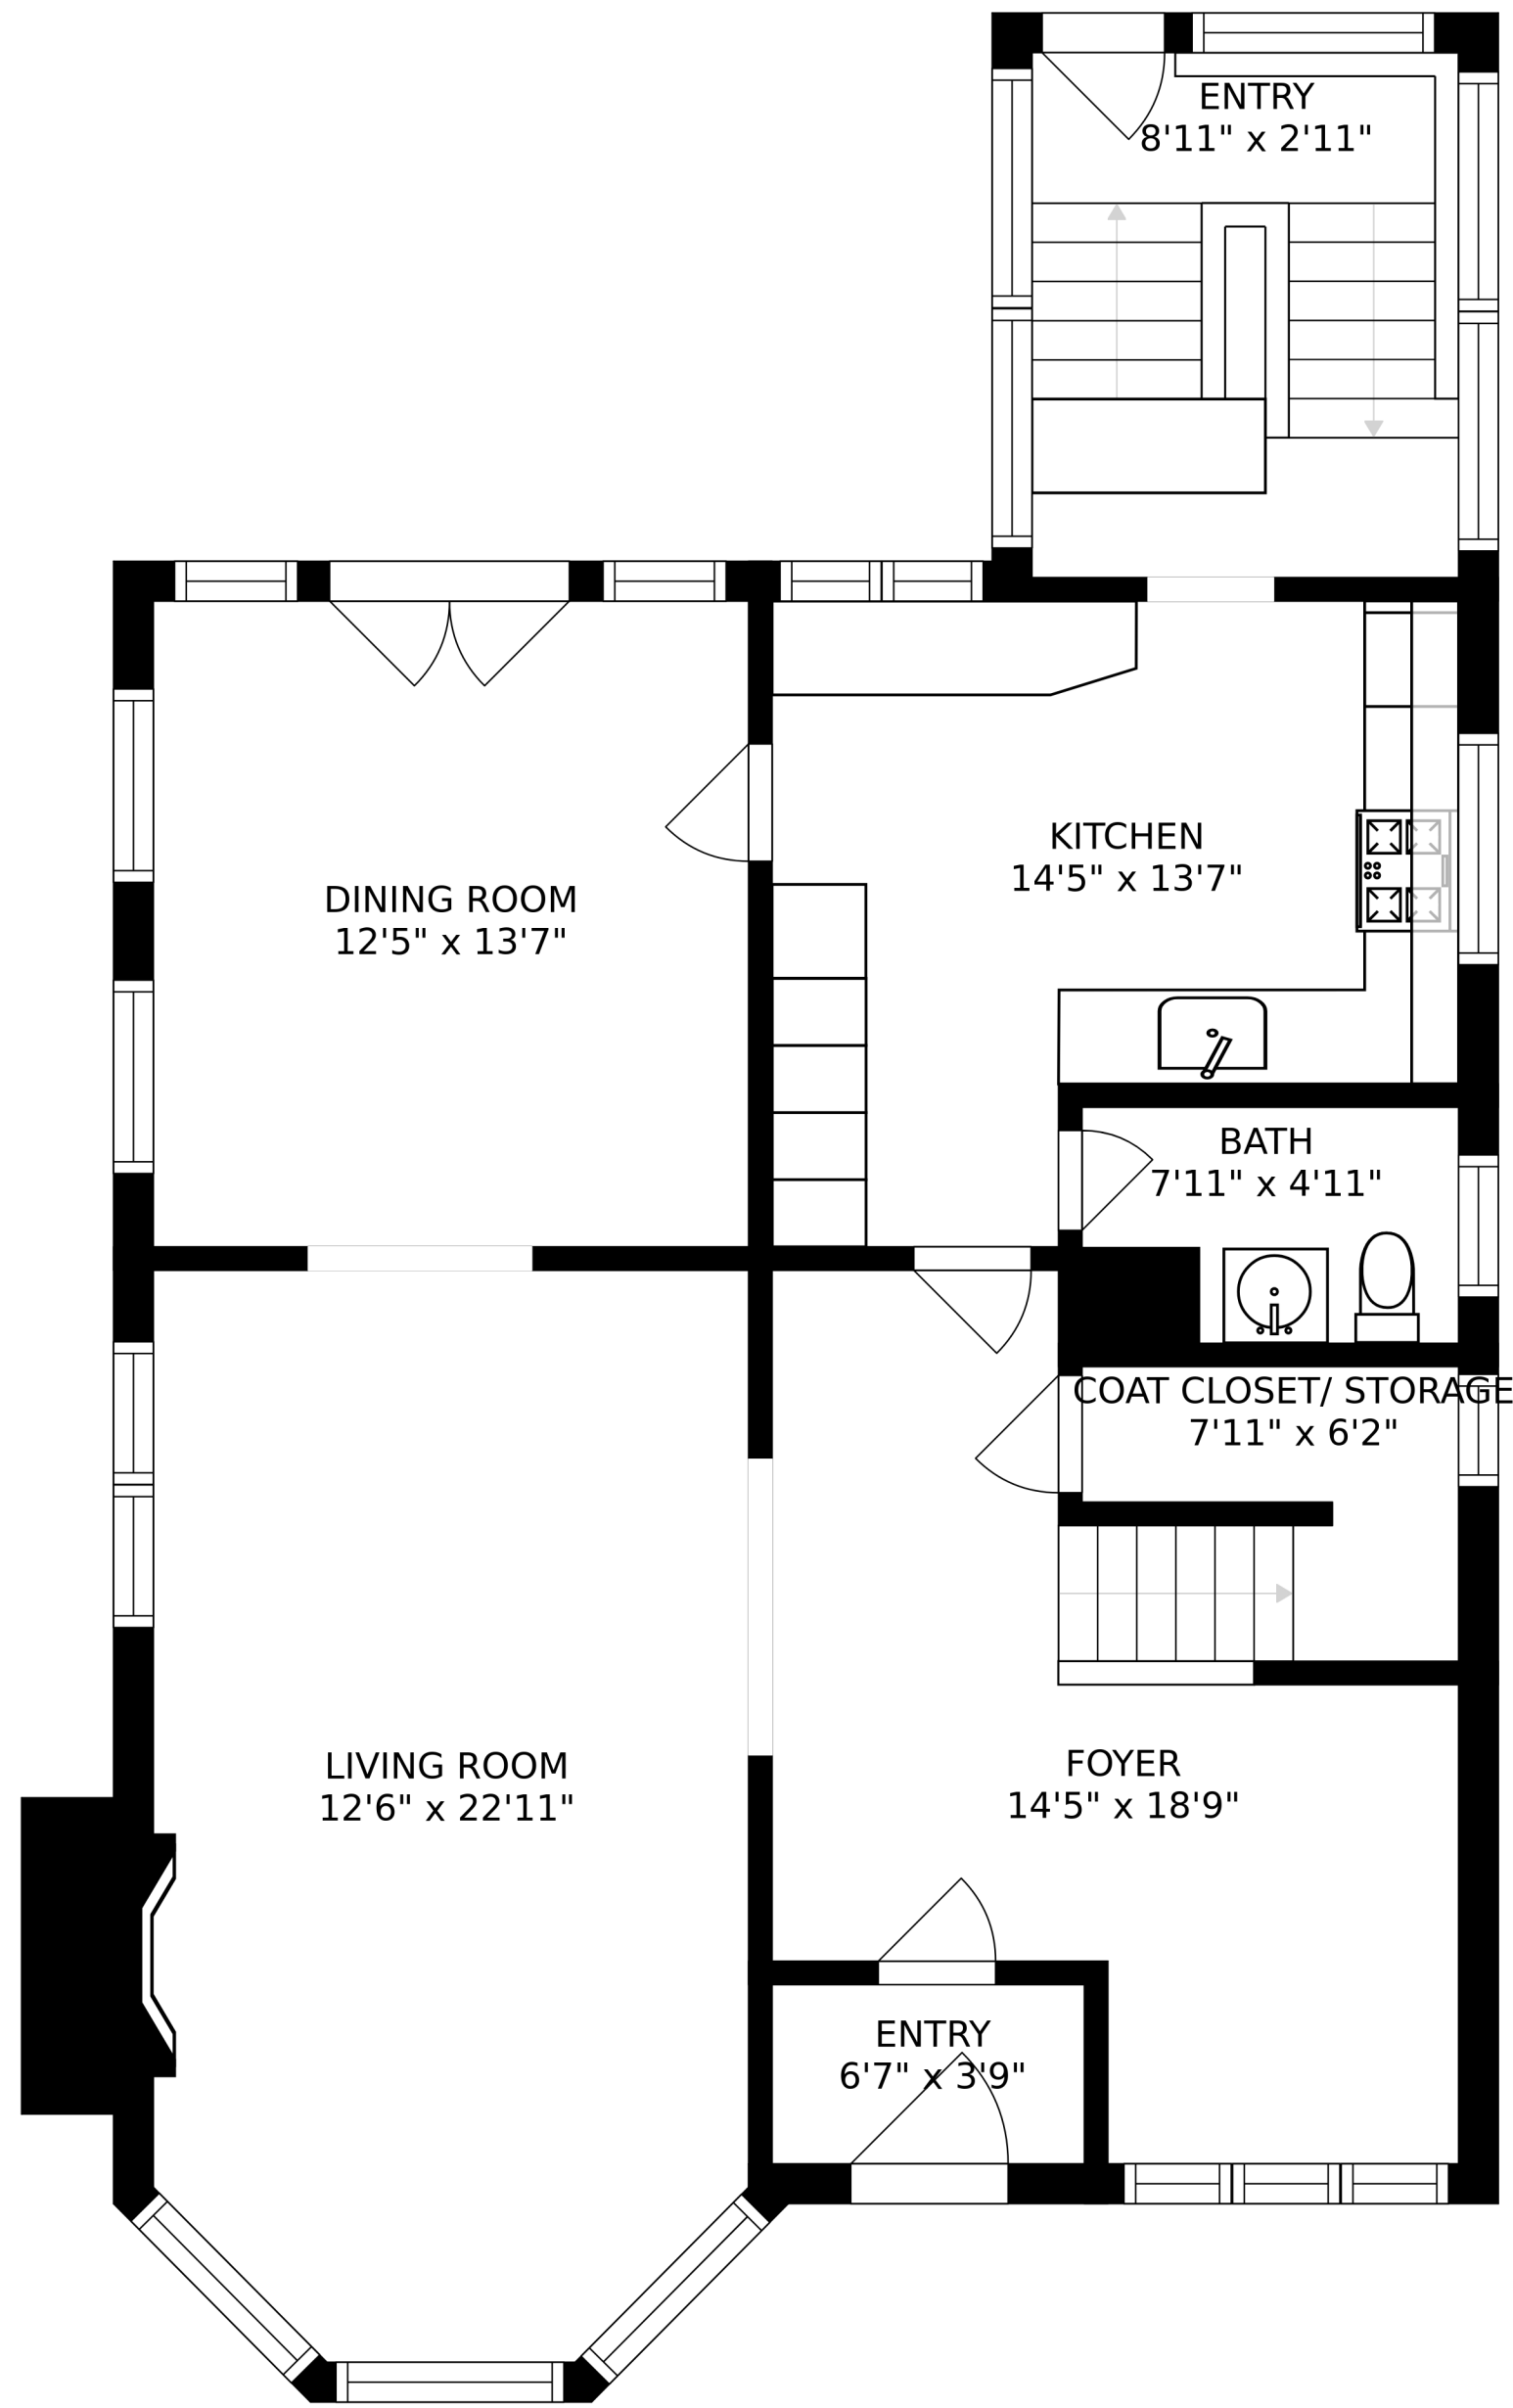 ENTRY
8'11" x 2'11"
KITCHEN
14'5" x 13'7"
DINING ROOM
12'5" x 13'7"
BATH
7'11" x 4'11"
COAT CLOSET/ STORAGE
7'11" x 6'2"
LIVING ROOM
12'6" x 22'11"
FOYER
14'5" x 18'9"
ENTRY
6'7" x 3'9"